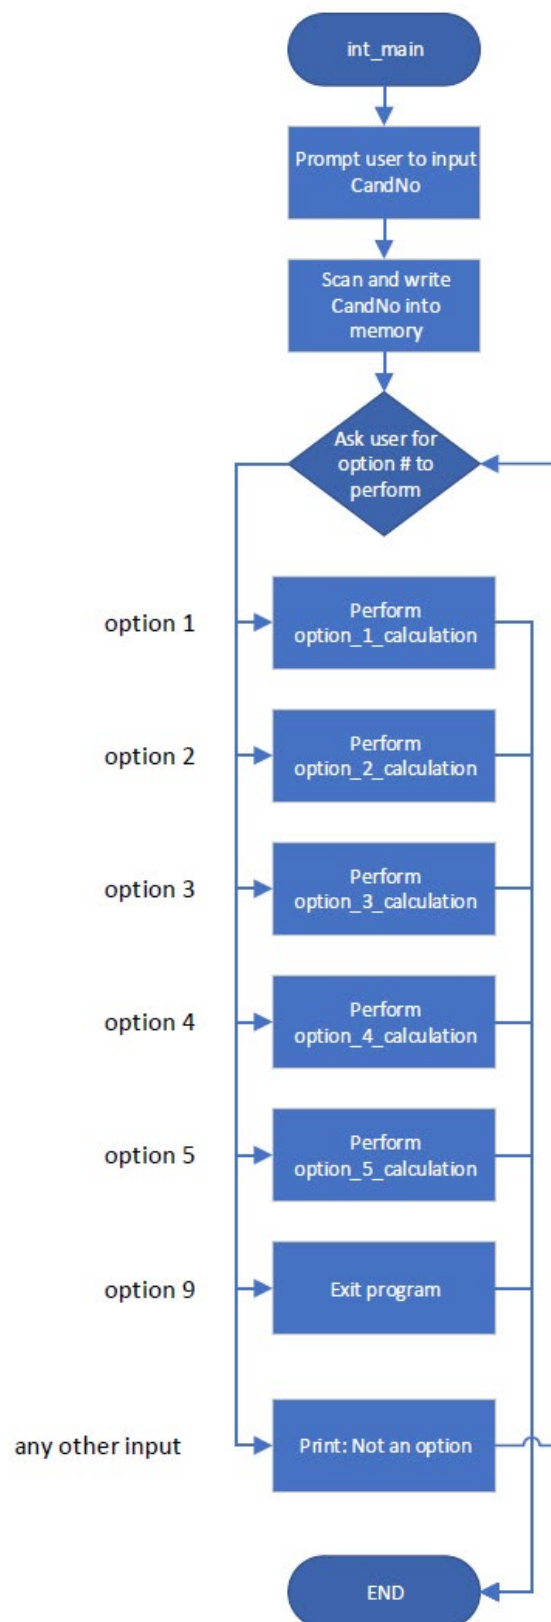 int_main
Prompt user to input
CandNo
Scan and write
CandNo into
memory
Ask user for
option # to
perform
option 1
Perform
option_1_calculation
option 2
Perform
option_2_calculation
option 3
Perform
option_3_calculation
option 4
Perform
option_4_calculation
option 5
Perform
option_5_calculation
option 9
Exit program
any other input
Print: Not an option
END